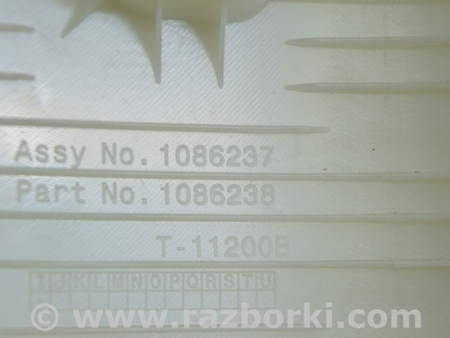 Assy No. 1086237
Part No. 1086238
T-11200B
I J K L M N O P Q R S T U
© www.razborki.com